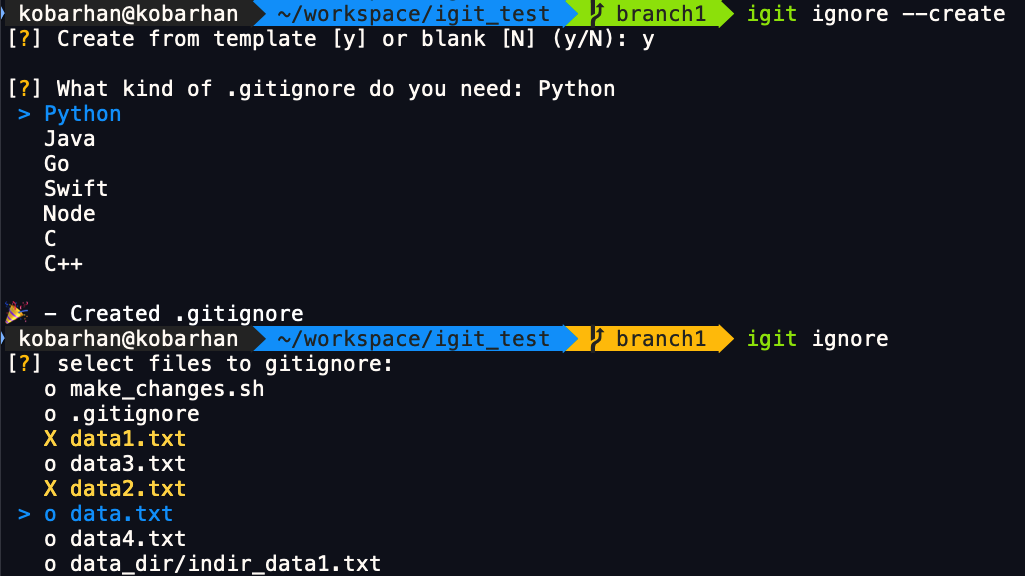 kobarhan@kobarhan ~/workspace/igit_test branch1 igit ignore --create
[?] Create from template [y] or blank [N] (y/N): y
[?] What kind of .gitignore do you need: Python
> Python
Java
Go
Swift
Node
C
C++
🎉 - Created .gitignore
kobarhan@kobarhan ~/workspace/igit_test branch1 igit ignore
[?] select files to gitignore:
o make_changes.sh
o .gitignore
X data1.txt
o data3.txt
X data2.txt
> o data.txt
o data4.txt
o data_dir/indir_data1.txt